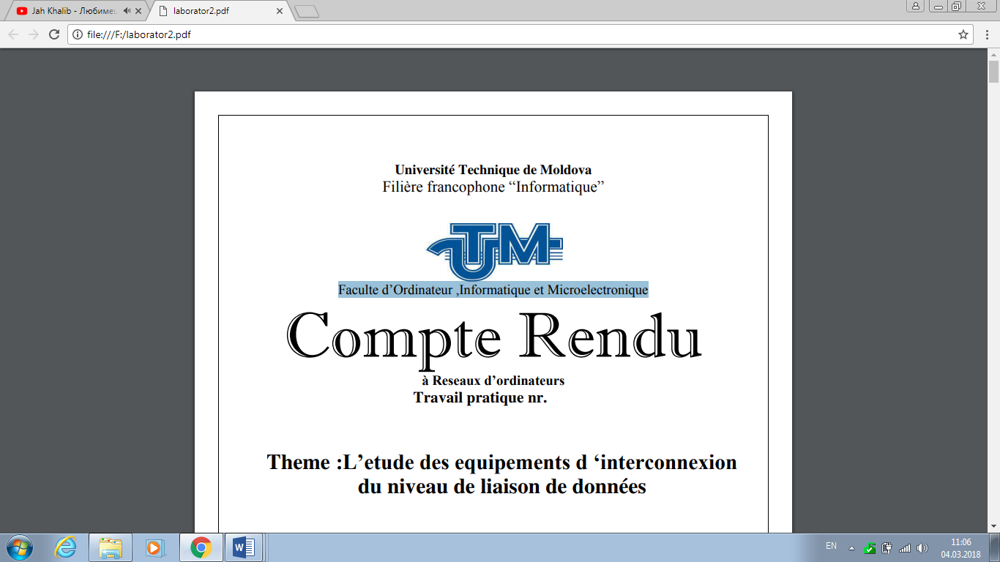 Jah Khalib - Любимец
laborator2.pdf
file:///F:/laborator2.pdf
Université Technique de Moldova
Filière francophone “Informatique”
UTM
Faculte d’Ordinateur ,Informatique et Microelectronique
Compte Rendu
à Reseaux d’ordinateurs
Travail pratique nr.
Theme :L’etude des equipements d ‘interconnexion
du niveau de liaison de données
EN
11:06
04.03.2018